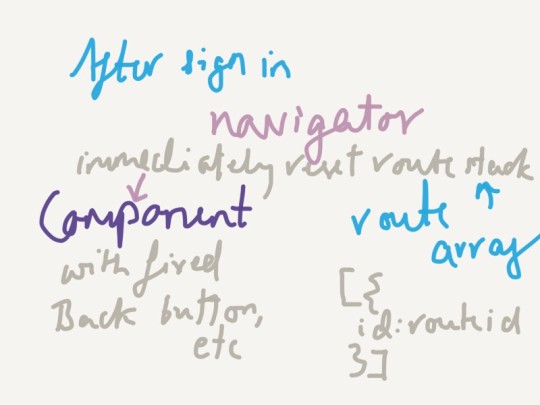 After sign in
navigator
immediately reset route stack
Component
with fixed
Back button,
etc
route
array
[{
id:routeid
}]